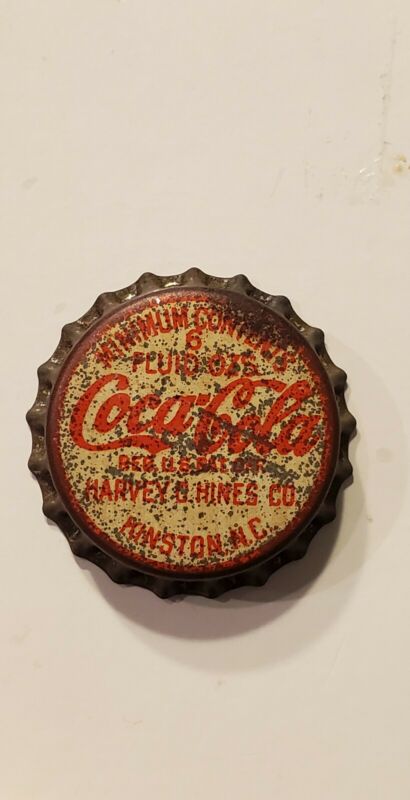 MINIMUM CONTENTS
6
FLUID OZS.
Coca-Cola
REG. U.S. PAT. OFF.
HARVEY C. HINES CO
KINSTON, N.C.